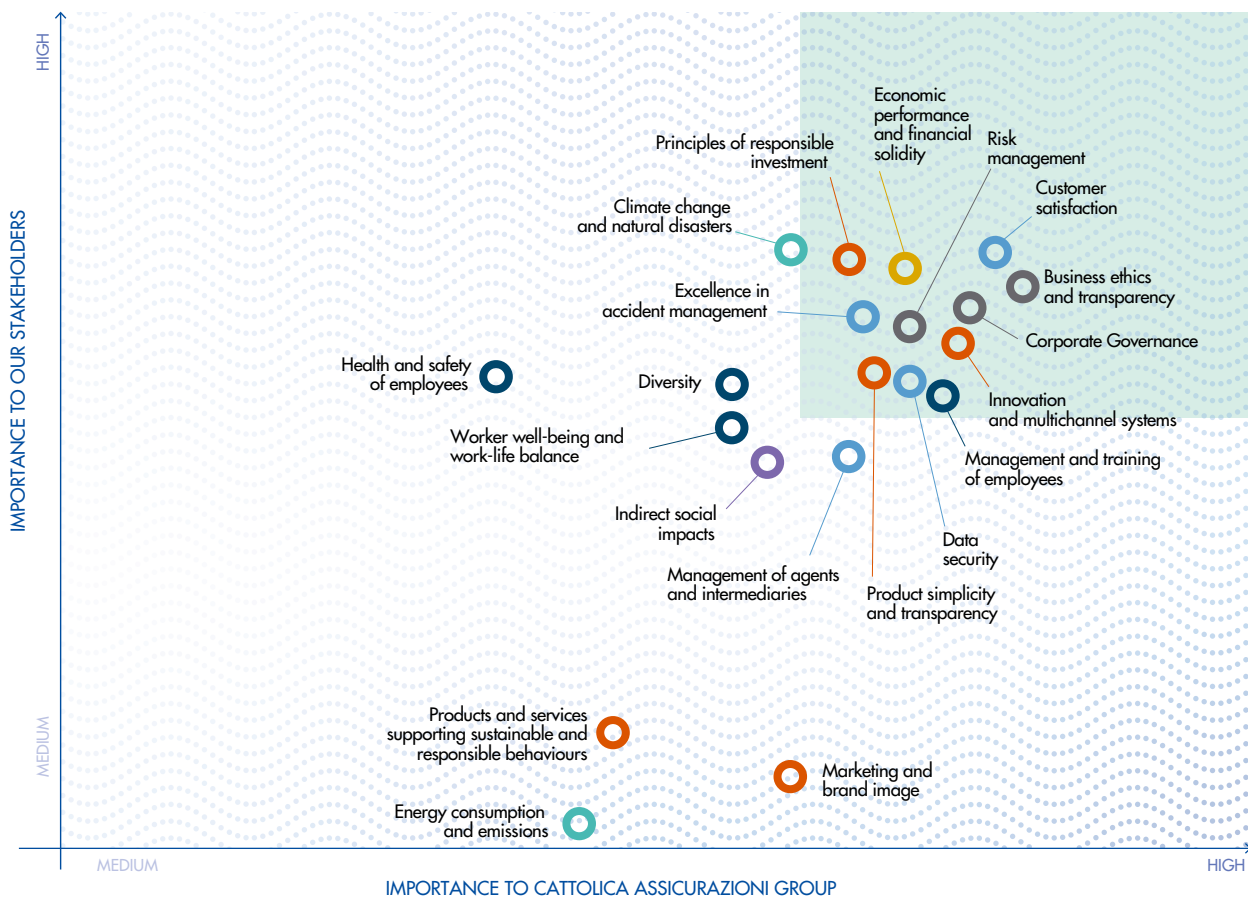 HIGH
IMPORTANCE TO OUR STAKEHOLDERS
MEDIUM
Economic
performance
and financial
solidity
Principles of responsible
investment
Risk
management
Customer
satisfaction
Climate change
and natural disasters
Business ethics
and transparency
Excellence in
accident management
Corporate Governance
Health and safety
of employees
Diversity
Innovation
and multichannel systems
Worker well-being and
work-life balance
Management and training
of employees
Indirect social
impacts
Data
security
Management of agents
and intermediaries
Product simplicity
and transparency
Products and services
supporting sustainable and
responsible behaviours
Marketing and
brand image
Energy consumption
and emissions
MEDIUM
HIGH
IMPORTANCE TO CATTOLICA ASSICURAZIONI GROUP